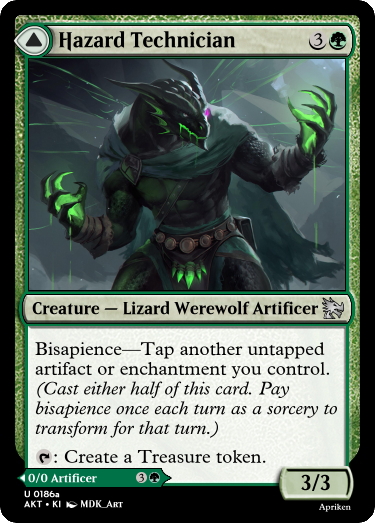 Hazard Technician 3
Creature — Lizard Werewolf Artificer
Bisapience—Tap another untapped
artifact or enchantment you control.
(Cast either half of this card. Pay
bisapience once each turn as a sorcery to
transform for that turn.)
: Create a Treasure token.
0/0 Artificer 3
3/3
U 0186a
AKT • KI MDK_Art
Apriken